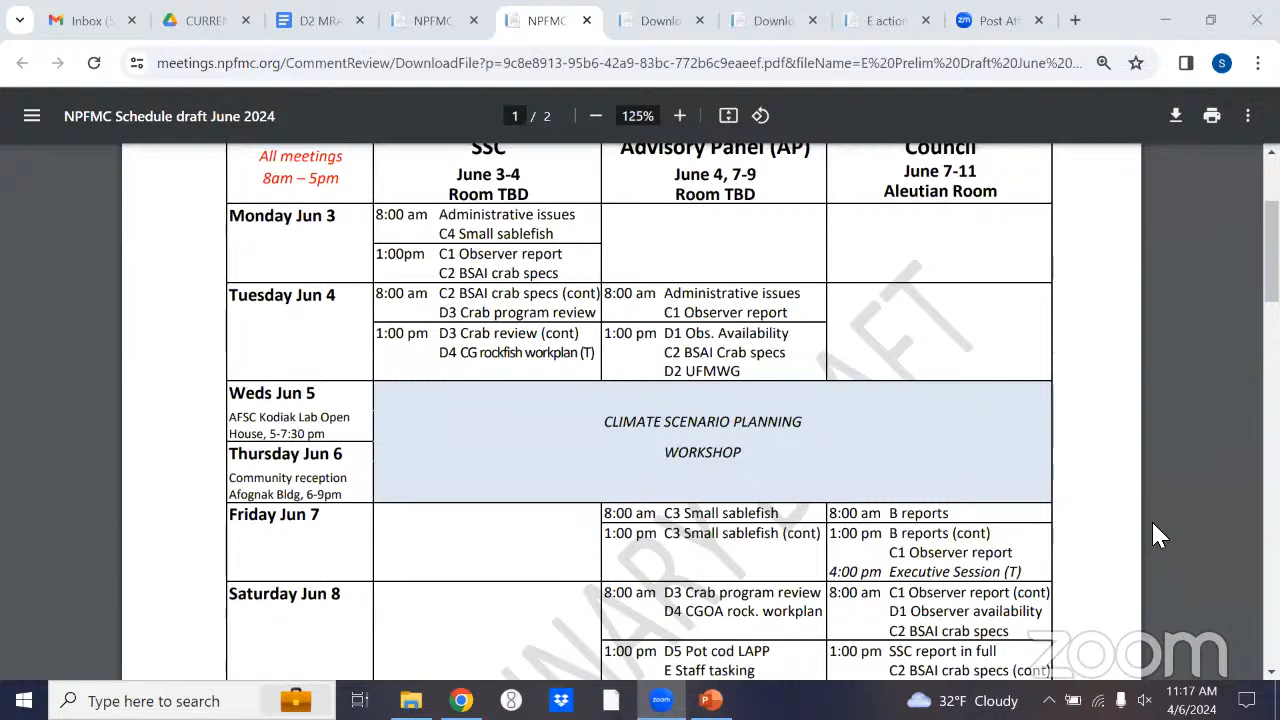 Inbox (5
CURREN
D2 MRA
NPFMC
NPFMC
Downlo
Downlo
E action
Post Att
meetings.npfmc.org/CommentReview/DownloadFile?p=9c8e8913-95b6-42a9-83bc-772b6c9eaeef.pdf&fileName=E%20Prelim%20Draft%20June%20...
NPFMC Schedule draft June 2024
1 / 2
125%
All meetings
8am – 5pm
SSC
June 3-4
Room TBD
Advisory Panel (AP)
June 4, 7-9
Room TBD
Council
June 7-11
Aleutian Room
Monday Jun 3
8:00 am Administrative issues
C4 Small sablefish
1:00pm C1 Observer report
C2 BSAI crab specs
Tuesday Jun 4
8:00 am C2 BSAI crab specs (cont)
D3 Crab program review
1:00 pm D3 Crab review (cont)
D4 CG rockfish workplan (T)
8:00 am Administrative issues
C1 Observer report
1:00 pm D1 Obs. Availability
C2 BSAI Crab specs
D2 UFMWG
Weds Jun 5
AFSC Kodiak Lab Open
House, 5-7:30 pm
Thursday Jun 6
Community reception
Afognak Bldg, 6-9pm
CLIMATE SCENARIO PLANNING
WORKSHOP
Friday Jun 7
8:00 am C3 Small sablefish
1:00 pm C3 Small sablefish (cont)
8:00 am B reports
1:00 pm B reports (cont)
C1 Observer report
4:00 pm Executive Session (T)
Saturday Jun 8
8:00 am D3 Crab program review
D4 CGOA rock. workplan
1:00 pm D5 Pot cod LAPP
E Staff tasking
8:00 am C1 Observer report (cont)
D1 Observer availability
C2 BSAI crab specs
1:00 pm SSC report in full
C2 BSAI crab specs (cont)
INARY DRAFT
zoom
Type here to search
zoom
32°F Cloudy
11:17 AM
4/6/2024